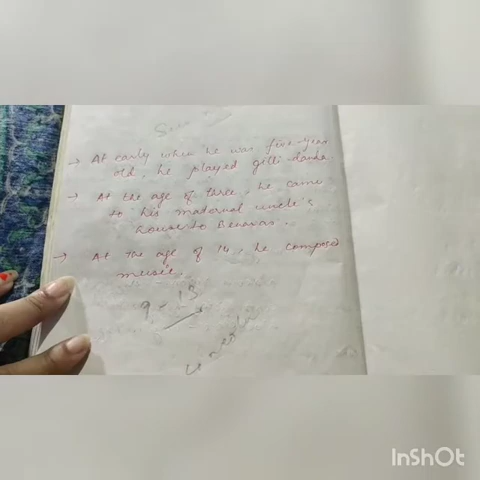 → At early when he was five year
old, he played gilli-danda.
→ At the age of three, he came
to his maternal uncle's
house to Benaras.
→ At the age of 14, he composed
music.
9-15
InShOt